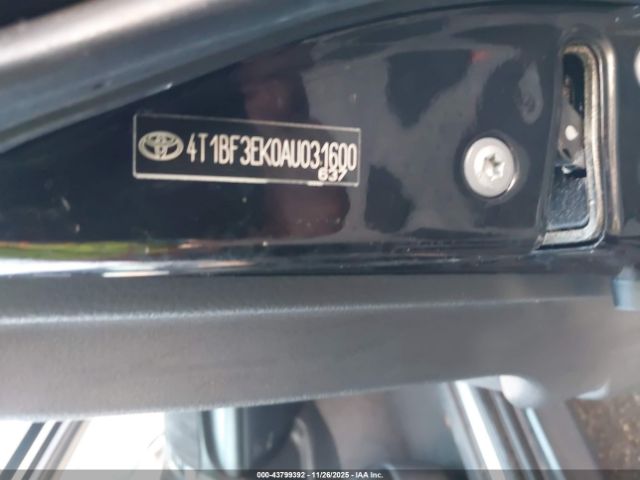 4T1BF3EK0AU031600
637
000-43799392 - 11/26/2025 - IAA Inc.